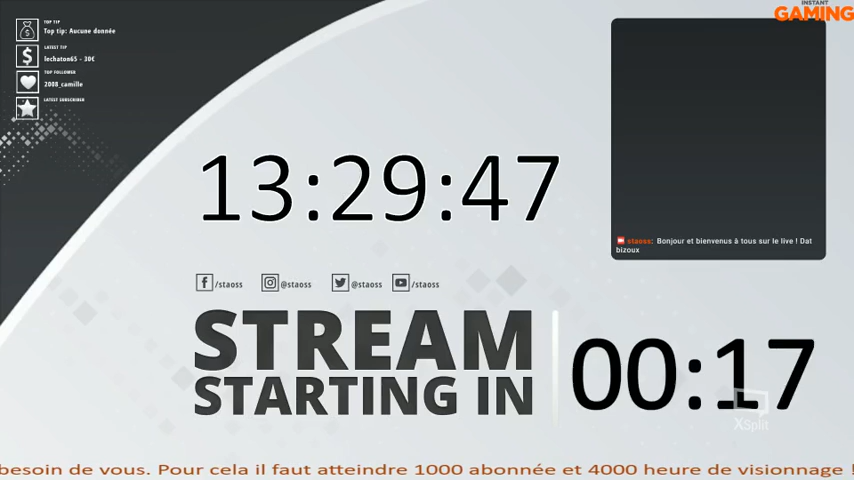 INSTANT
GAMING
TOP TIP
Top tip: Aucune donnée
LATEST TIP
lechaton65 - 30€
TOP FOLLOWER
2008_camille
LATEST SUBSCRIBER
13:29:47
staoss: Bonjour et bienvenus à tous sur le live ! Dat
bizoux
/staoss @staoss @staoss /staoss
STREAM
STARTING IN
00:17
XSplit
besoin de vous. Pour cela il faut atteindre 1000 abonnée et 4000 heure de visionnage !